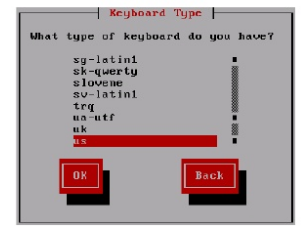 Keyboard Type
What type of keyboard do you have?
sg-latin1
sk-qwerty
slovene
sv-latin1
trq
ua-utf
uk
us
OK
Back